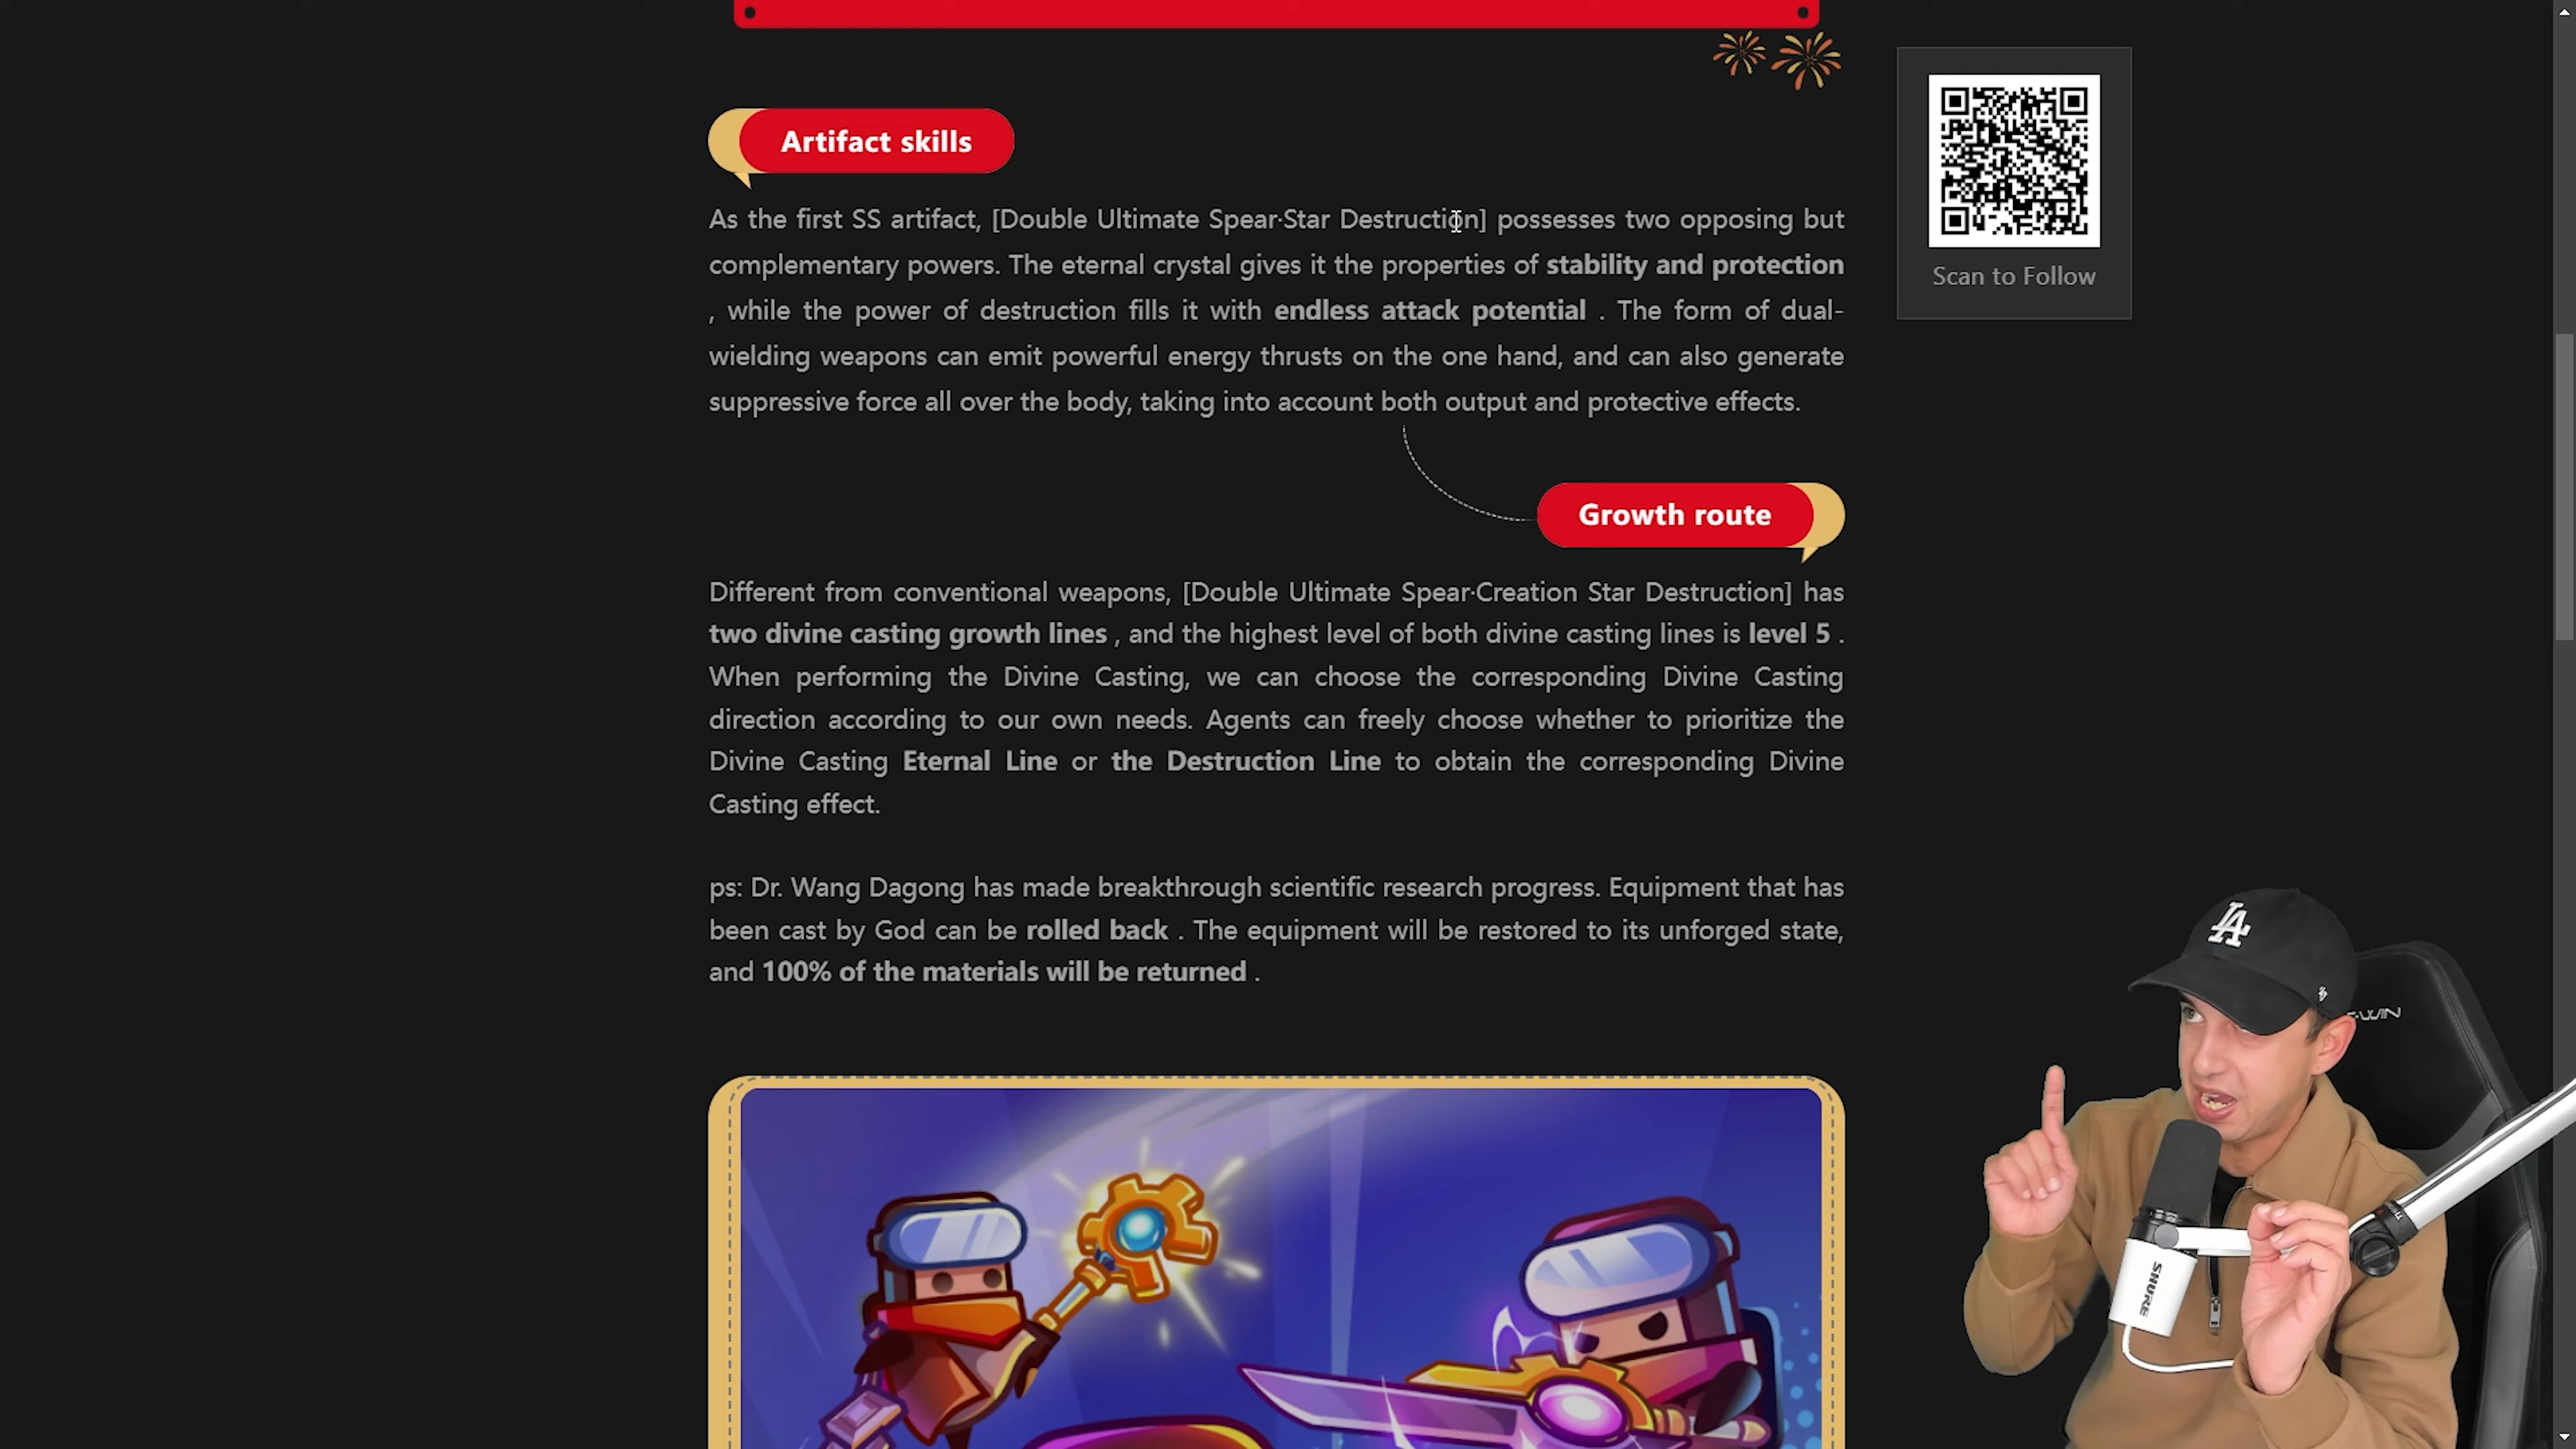 Artifact skills
As the first SS artifact, [Double Ultimate Spear·Star Destruction] possesses two opposing but
complementary powers. The eternal crystal gives it the properties of stability and protection
, while the power of destruction fills it with endless attack potential . The form of dual-
wielding weapons can emit powerful energy thrusts on the one hand, and can also generate
suppressive force all over the body, taking into account both output and protective effects.
Scan to Follow
Growth route
Different from conventional weapons, [Double Ultimate Spear·Creation Star Destruction] has
two divine casting growth lines , and the highest level of both divine casting lines is level 5 .
When performing the Divine Casting, we can choose the corresponding Divine Casting
direction according to our own needs. Agents can freely choose whether to prioritize the
Divine Casting Eternal Line or the Destruction Line to obtain the corresponding Divine
Casting effect.
ps: Dr. Wang Dagong has made breakthrough scientific research progress. Equipment that has
been cast by God can be rolled back . The equipment will be restored to its unforged state,
and 100% of the materials will be returned .
LA
SHURE